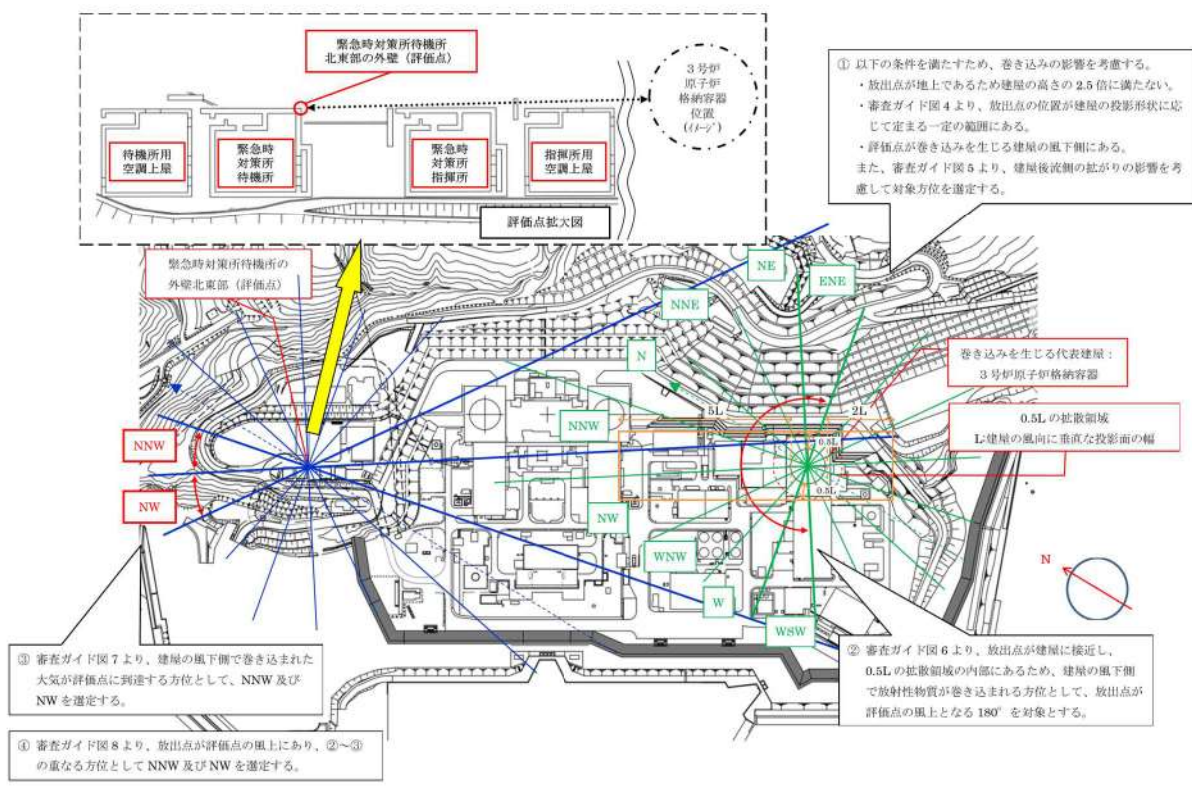 緊急時対策所待機所
北東部の外壁（評価点）
3号炉
原子炉
格納容器
位置
(イメージ)
待機所用
空調上屋
緊急時
対策所
待機所
緊急時
対策所
指揮所
指揮所用
空調上屋
評価点拡大図
① 以下の条件を満たすため、巻き込みの影響を考慮する。
・放出点が地上であるため建屋の高さの2.5倍に満たない。
・審査ガイド図4より、放出点の位置が建屋の投影形状に応
じて定まる一定の範囲にある。
・評価点が巻き込みを生じる建屋の風下側にある。
また、審査ガイド図5より、建屋後流側の拡がりの影響を考
慮して対象方位を選定する。
緊急時対策所待機所の
外壁北東部（評価点）
NE
ENE
NNE
N
NNW
NW
WNW
W
WSW
5L
2L
0.5L
0.5L
巻き込みを生じる代表建屋：
3号炉原子炉格納容器
0.5Lの拡散領域
L:建屋の風向に垂直な投影面の幅
NNW
NW
N
③ 審査ガイド図7より、建屋の風下側で巻き込まれた
大気が評価点に到達する方位として、NNW及び
NWを選定する。
④ 審査ガイド図8より、放出点が評価点の風上にあり、②～③
の重なる方位としてNNW及びNWを選定する。
② 審査ガイド図6より、放出点が建屋に接近し、
0.5Lの拡散領域の内部にあるため、建屋の風下側
で放射性物質が巻き込まれる方位として、放出点が
評価点の風上となる180°を対象とする。